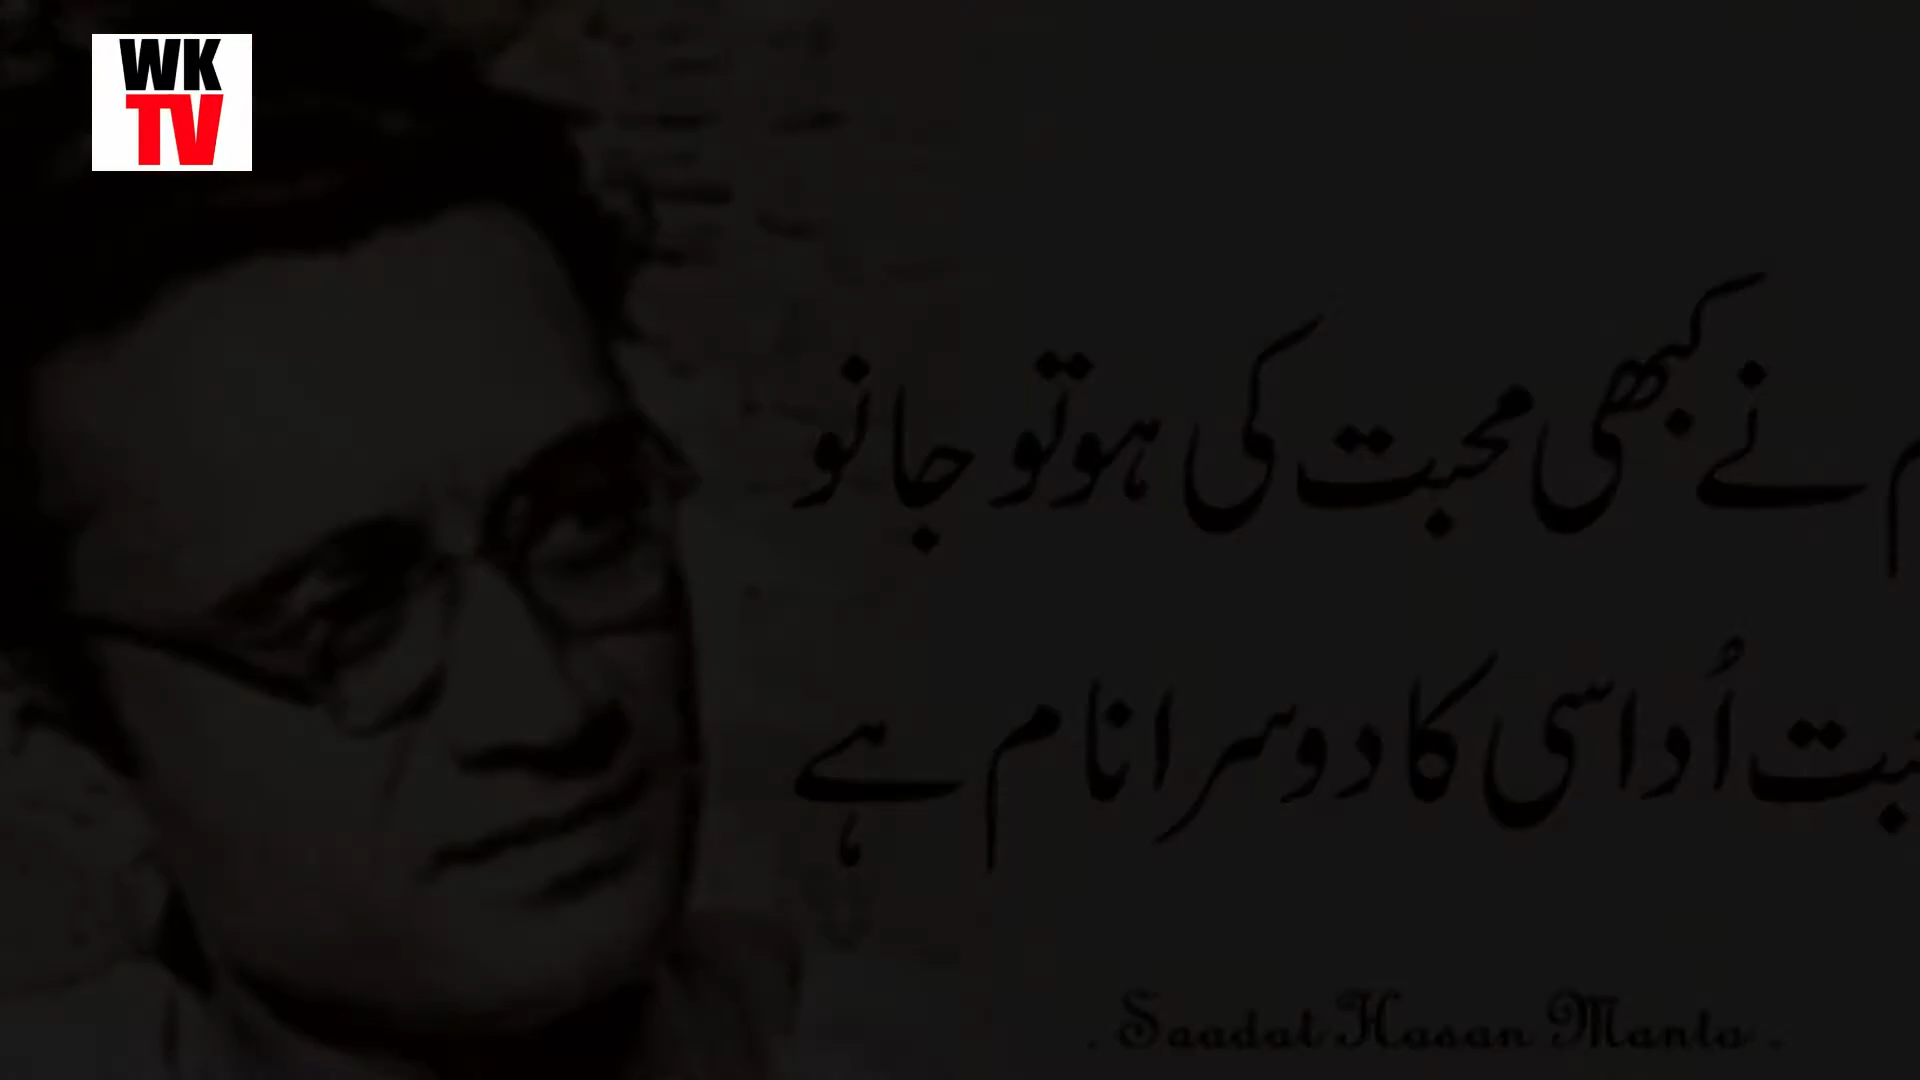 WK
TV
نے کبھی محبت کی ہو تو جانو
اُداسی کا دوسرا نام ہے
. Saadat Hasan Manto .